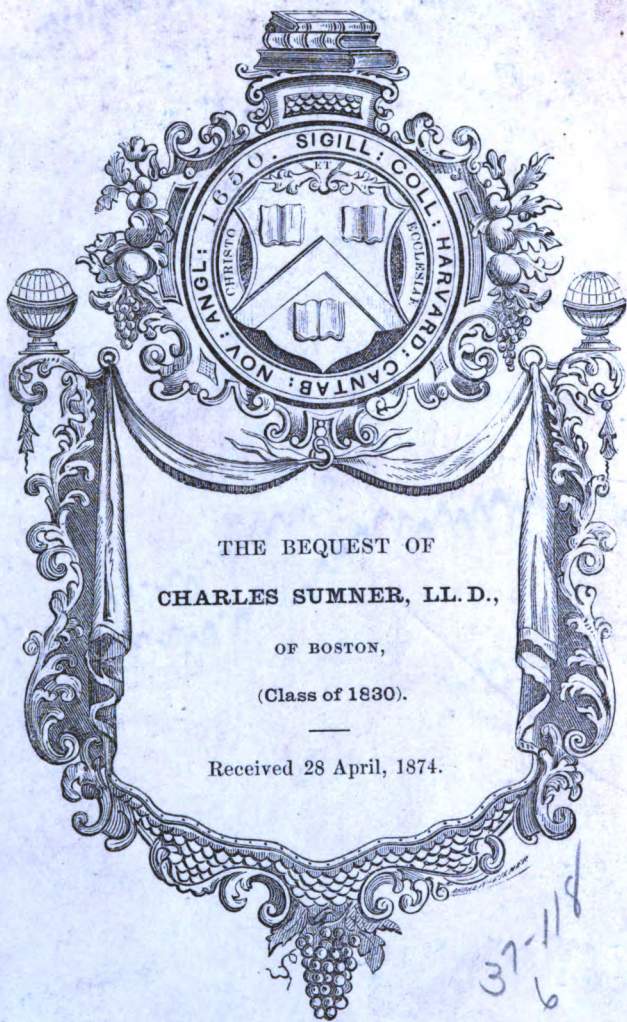 SIGILL: COLL: HARVARD: CANTAB: NOV: ANGL: 1650.
CHRISTO ET ECCLESIAE
THE BEQUEST OF
CHARLES SUMNER, LL. D.,
OF BOSTON,
(Class of 1830).
Received 28 April, 1874.
37-118
6